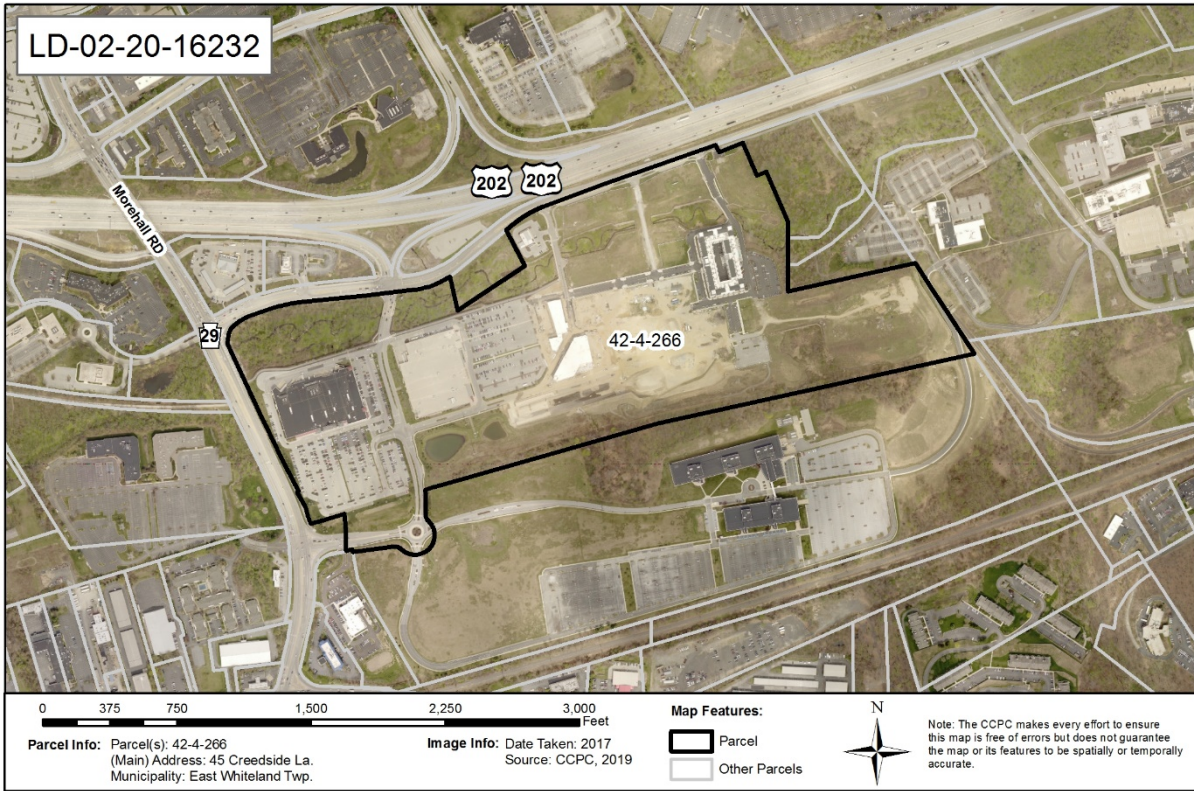 LD-02-20-16232
Morehall RD
202 202
29
42-4-266
0 375 750 1,500 2,250 3,000
Feet
Parcel Info: Parcel(s): 42-4-266
(Main) Address: 45 Creedside La.
Municipality: East Whiteland Twp.
Image Info: Date Taken: 2017
Source: CCPC, 2019
Map Features:
Parcel
Other Parcels
N
Note: The CCPC makes every effort to ensure
this map is free of errors but does not guarantee
the map or its features to be spatially or temporally
accurate.